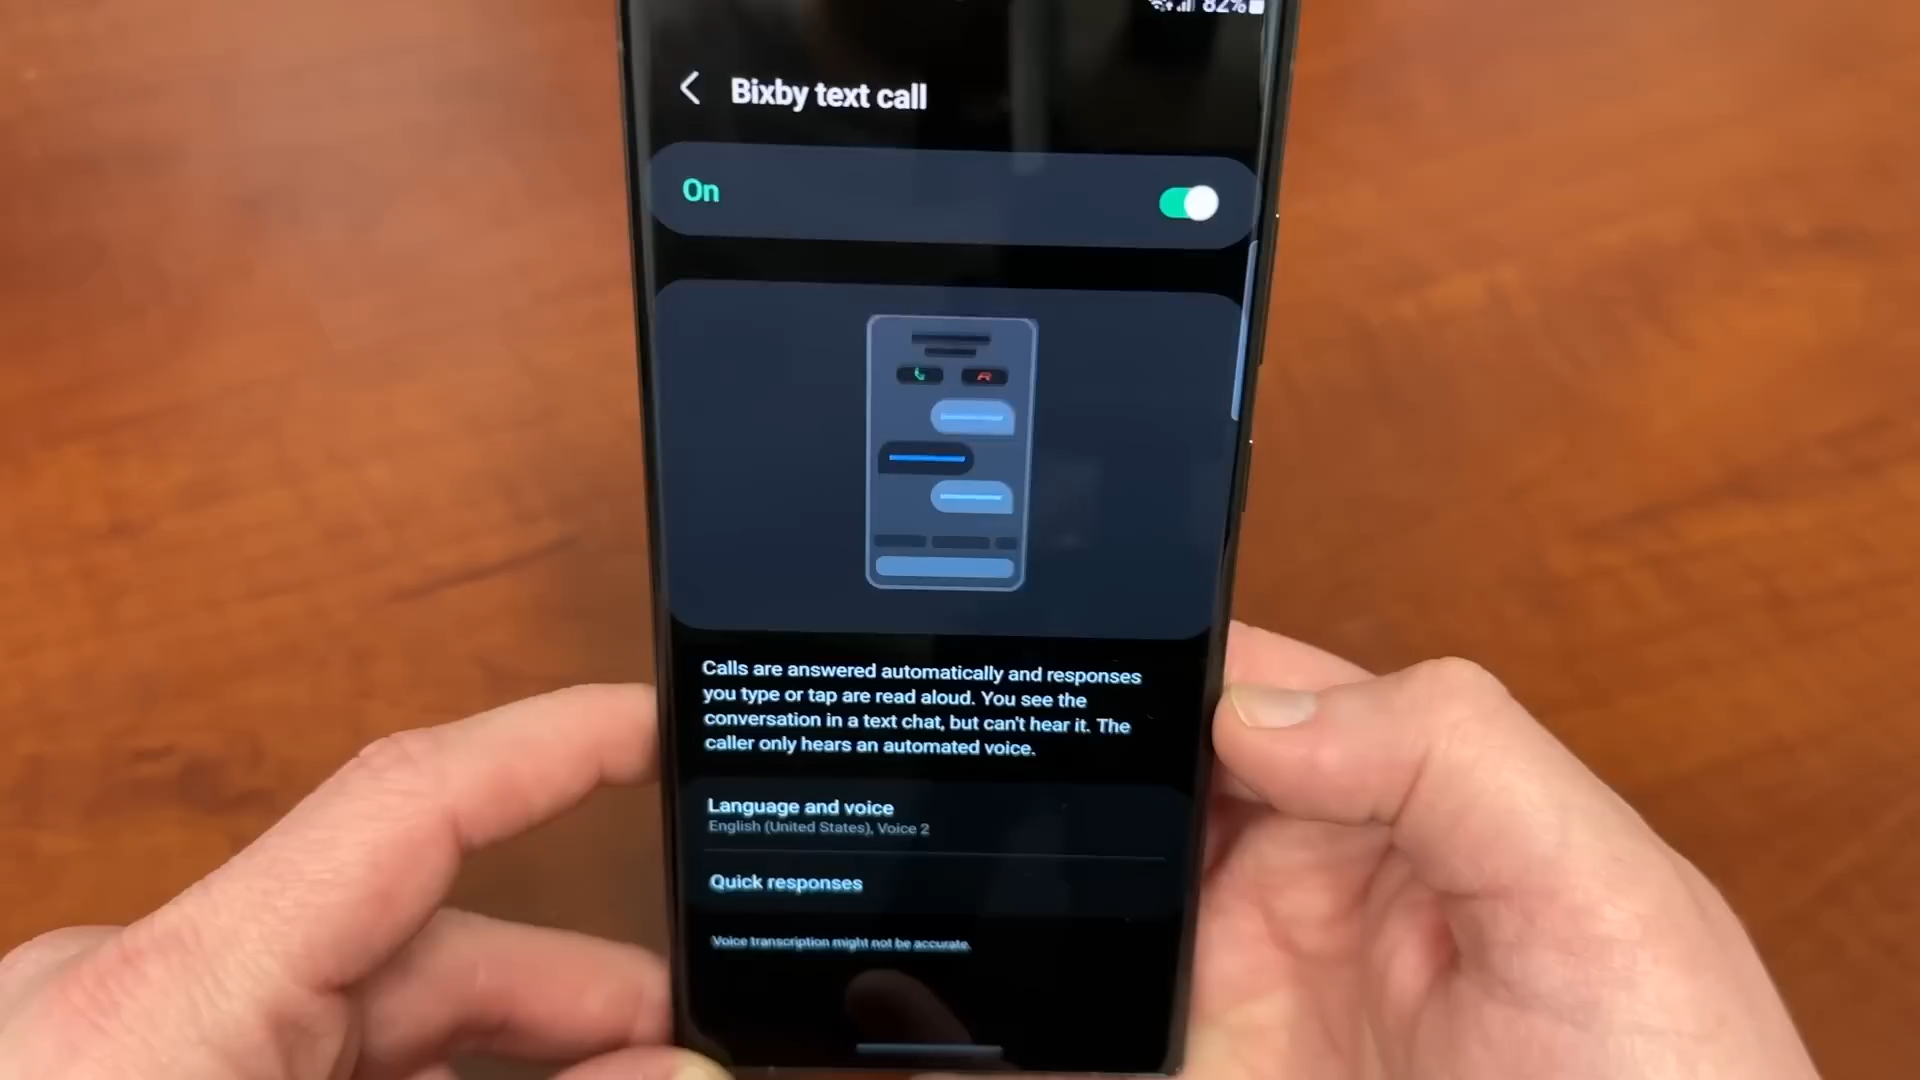 82%
Bixby text call
On
Calls are answered automatically and responses
you type or tap are read aloud. You see the
conversation in a text chat, but can't hear it. The
caller only hears an automated voice.
Language and voice
English (United States), Voice 2
Quick responses
Voice transcription might not be accurate.